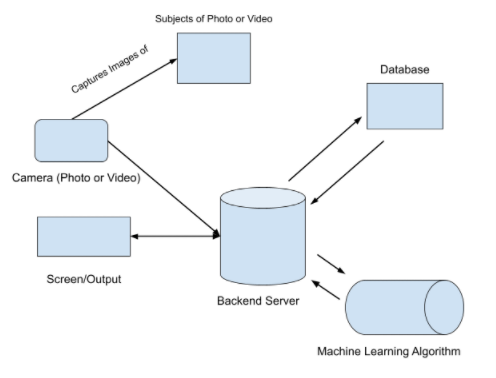 Subjects of Photo or Video
Captures Images of
Database
Camera (Photo or Video)
Screen/Output
Backend Server
Machine Learning Algorithm